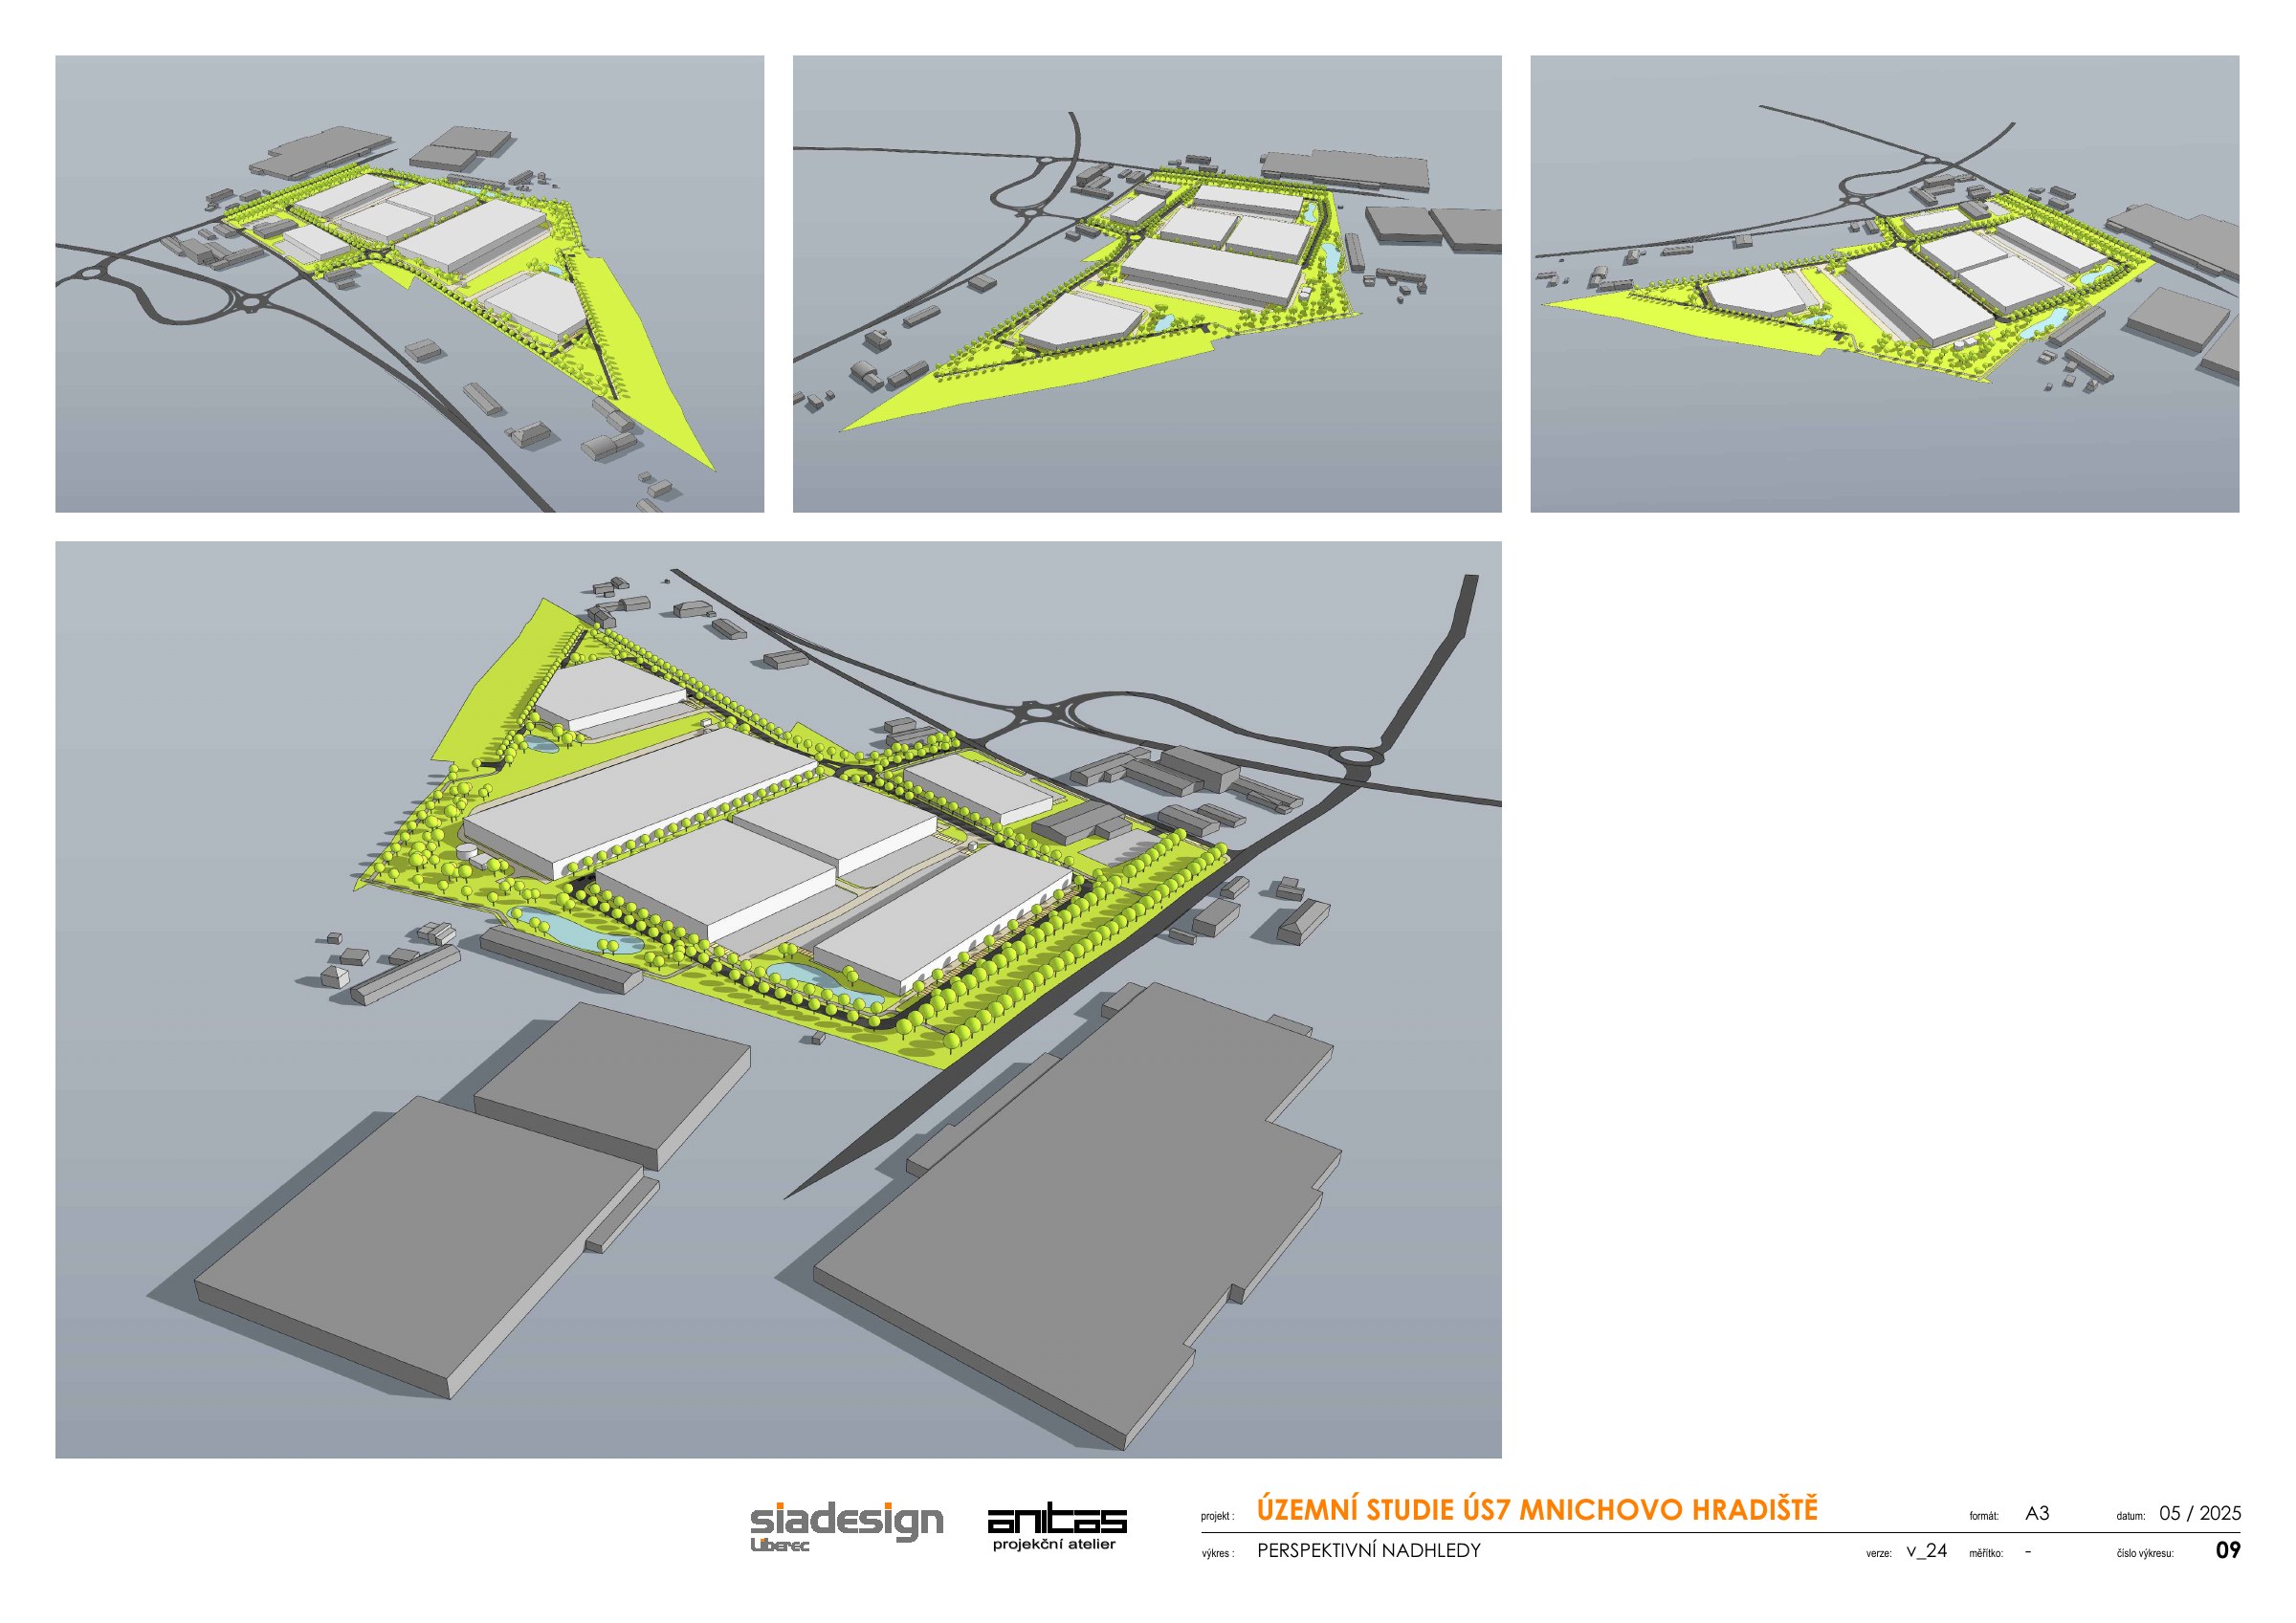 siadesign
Liberec
anitas
projekční atelier
projekt : ÚZEMNÍ STUDIE ÚS7 MNICHOVO HRADIŠTĚ formát: A3 datum: 05 / 2025
výkres : PERSPEKTIVNÍ NADHLEDY verze: v_24 měřítko: - číslo výkresu: 09